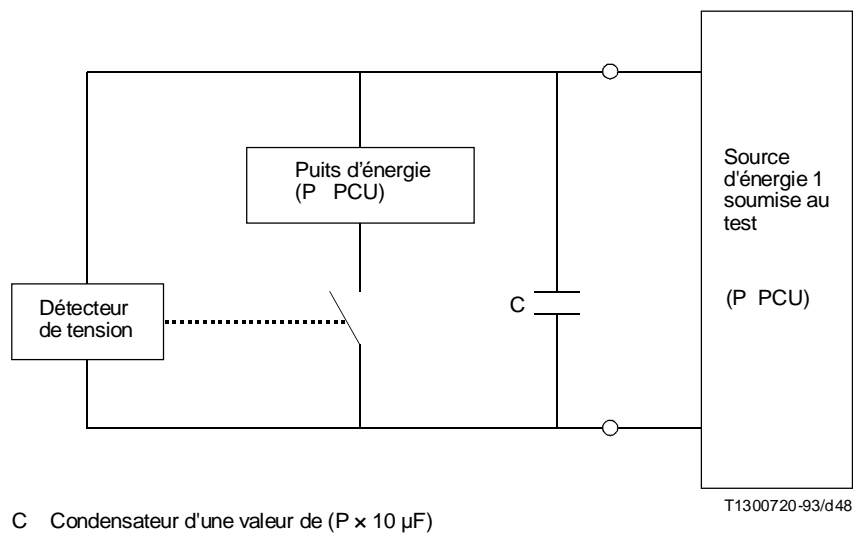 Puits d'énergie
(P PCU)
Source
d'énergie 1
soumise au
test
(P PCU)
Détecteur
de tension
C
T1300720-93/d48
C Condensateur d'une valeur de (P × 10 µF)